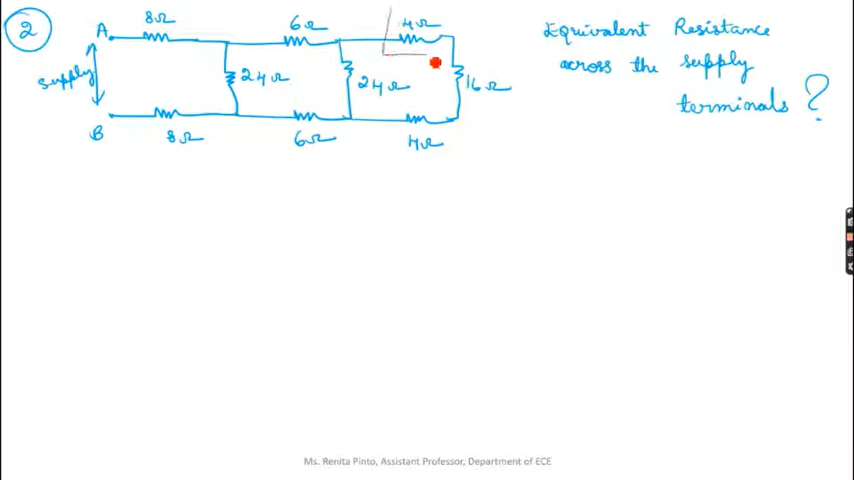 2
A 8Ω 6Ω 4Ω
supply 24Ω 24Ω 16Ω
B 8Ω 6Ω 4Ω
Equivalent Resistance
across the supply
terminals ?
Ms. Renita Pinto, Assistant Professor, Department of ECE